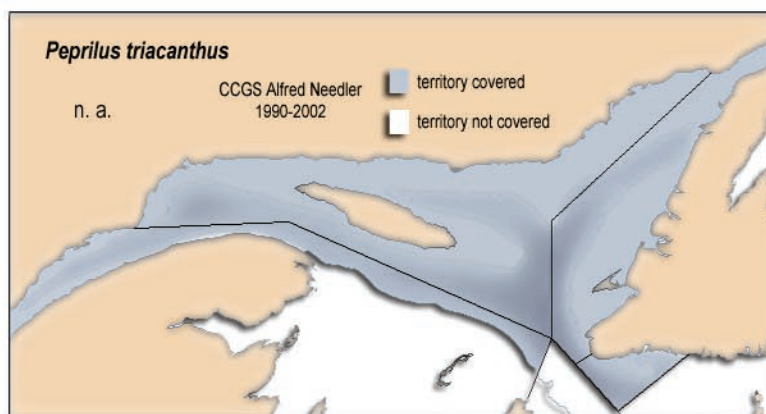 Peprilus triacanthus
n. a.
CCGS Alfred Needler
1990-2002
territory covered
territory not covered